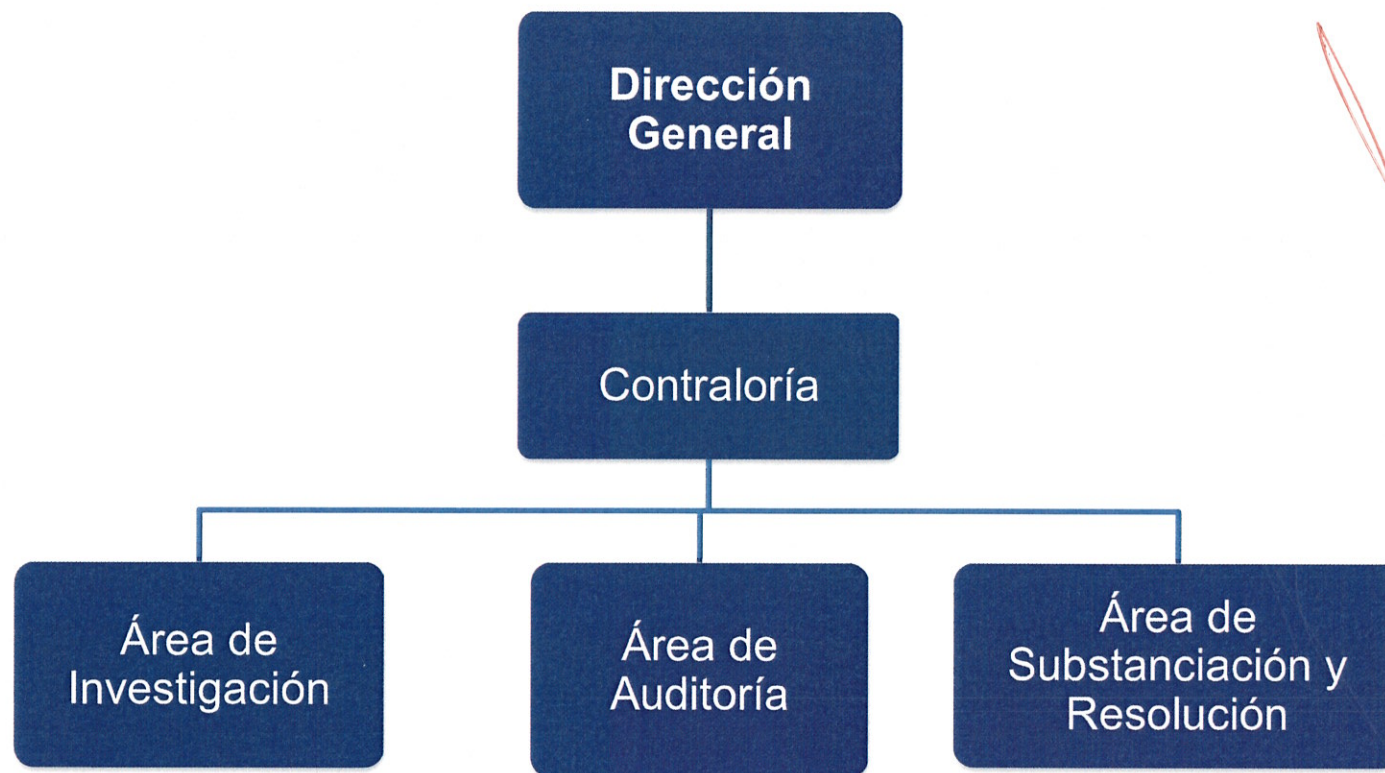 Dirección
General
Contraloría
Área de
Investigación
Área de
Auditoría
Área de
Substanciación y
Resolución